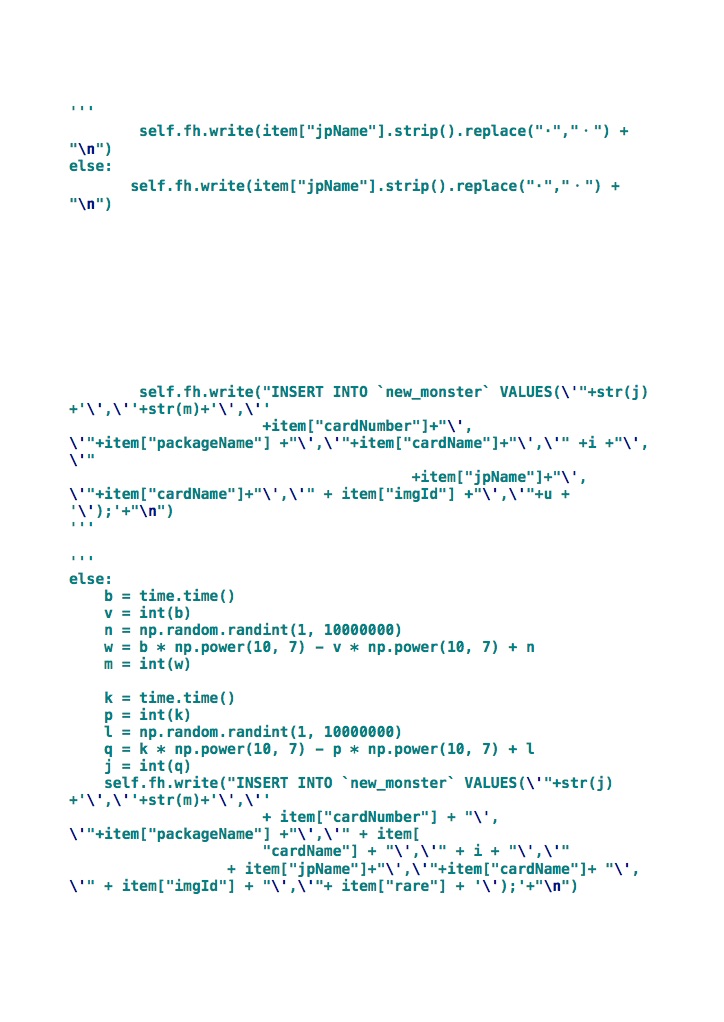 '''
        self.fh.write(item["jpName"].strip().replace("·","・") +
"\n")
else:
       self.fh.write(item["jpName"].strip().replace("·","・") +
"\n")
        self.fh.write("INSERT INTO `new_monster` VALUES(\'"+str(j)
+'\',\''+str(m)+'\',\''
                      +item["cardNumber"]+"\',
\'"+item["packageName"] +"\',\'"+item["cardName"]+"\',\'" +i +"\',
\'"
                                       +item["jpName"]+"\',
\'"+item["cardName"]+"\',\'" + item["imgId"] +"\',\'"+u +
'\');'+"\n")
'''
'''
else:
    b = time.time()
    v = int(b)
    n = np.random.randint(1, 10000000)
    w = b * np.power(10, 7) – v * np.power(10, 7) + n
    m = int(w)
    k = time.time()
    p = int(k)
    l = np.random.randint(1, 10000000)
    q = k * np.power(10, 7) – p * np.power(10, 7) + l
    j = int(q)
    self.fh.write("INSERT INTO `new_monster` VALUES(\'"+str(j)
+'\',\''+str(m)+'\',\''
                      + item["cardNumber"] + "\',
\'"+item["packageName"] +"\',\'" + item[
                      "cardName"] + "\',\'" + i + "\',\'"
                  + item["jpName"]+"\',\'"+item["cardName"]+ "\',
\'" + item["imgId"] + "\',\'"+ item["rare"] + '\');'+"\n")